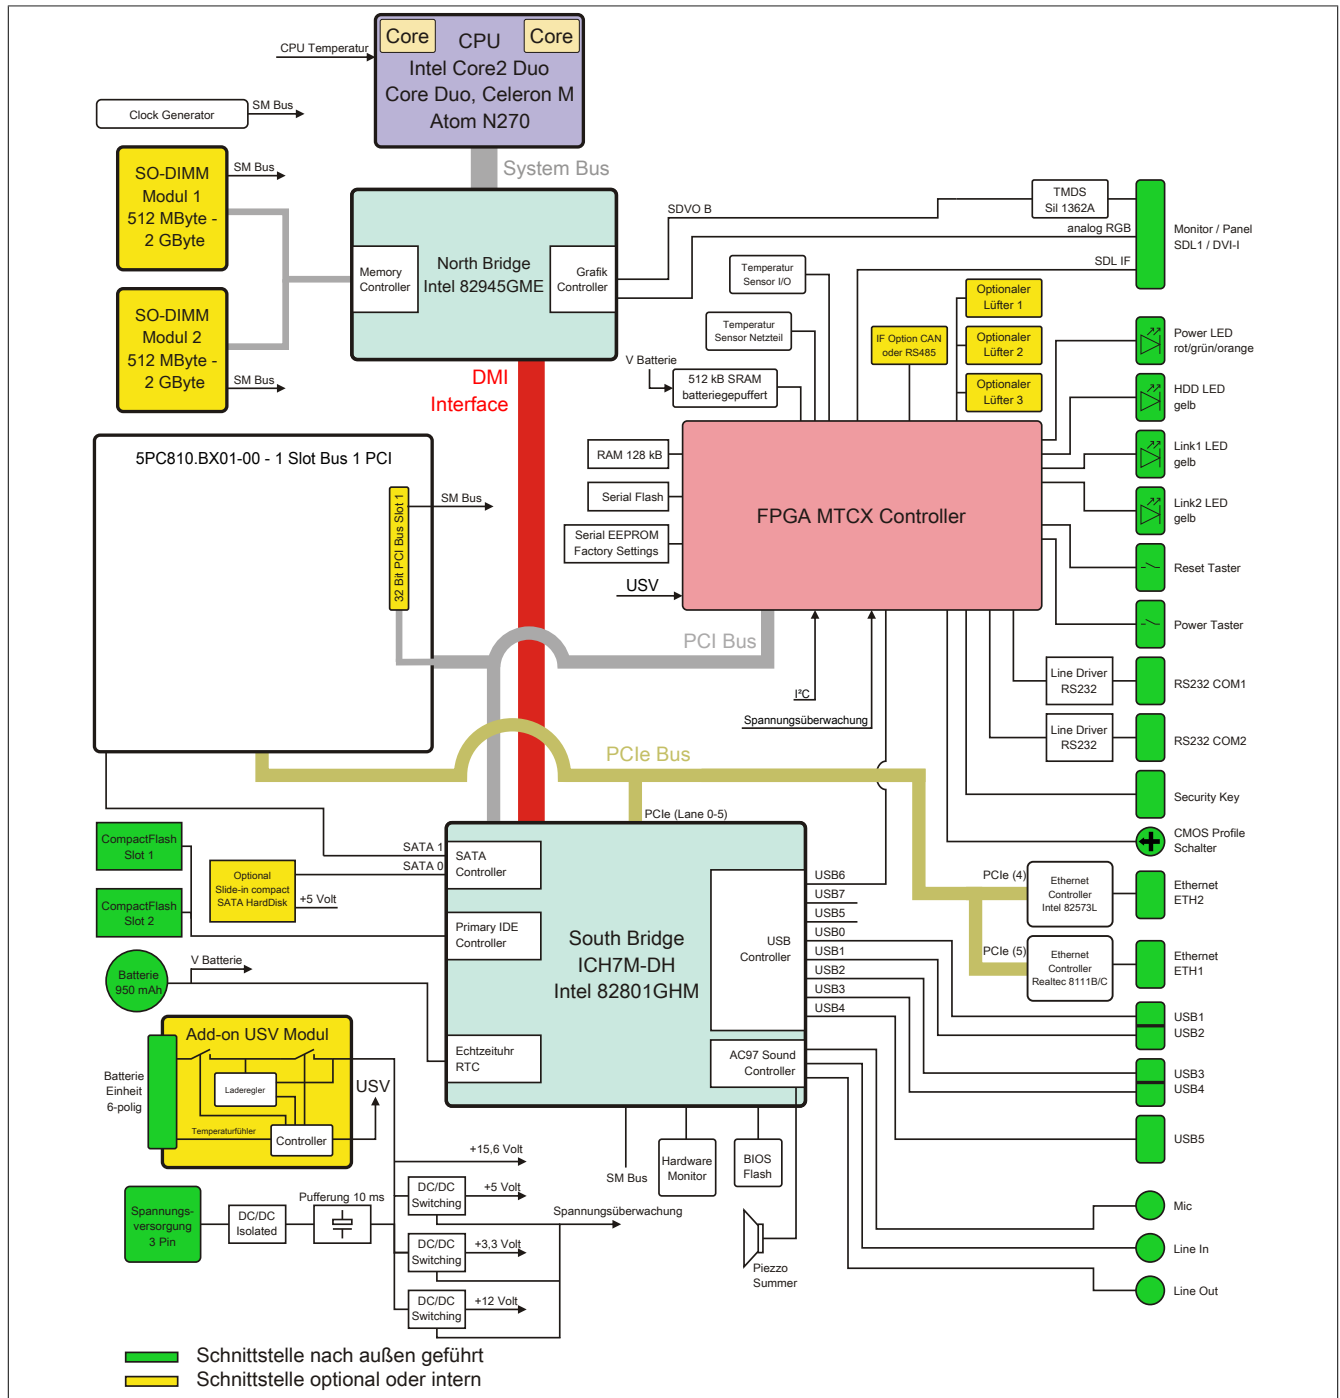 Core
CPU
Core
Intel Core2 Duo
Core Duo, Celeron M
Atom N270
CPU Temperatur
Clock Generator
SM Bus
System Bus
SO-DIMM
Modul 1
512 MByte -
2 GByte
SM Bus
SO-DIMM
Modul 2
512 MByte -
2 GByte
SM Bus
Memory
Controller
North Bridge
Intel 82945GME
Grafik
Controller
SDVO B
TMDS
Sil 1362A
analog RGB
SDL IF
Monitor / Panel
SDL1 / DVI-I
Temperatur
Sensor I/O
Temperatur
Sensor Netzteil
V Batterie
512 kB SRAM
batteriegepuffert
IF Option CAN
oder RS485
Optionaler
Lüfter 1
Optionaler
Lüfter 2
Optionaler
Lüfter 3
Power LED
rot/grün/orange
HDD LED
gelb
Link1 LED
gelb
Link2 LED
gelb
Reset Taster
Power Taster
DMI
Interface
5PC810.BX01-00 - 1 Slot Bus 1 PCI
32 Bit PCI Bus Slot 1
SM Bus
RAM 128 kB
Serial Flash
Serial EEPROM
Factory Settings
USV
FPGA MTCX Controller
PCI Bus
I²C
Spannungsüberwachung
Line Driver
RS232
RS232 COM1
Line Driver
RS232
RS232 COM2
Security Key
CMOS Profile
Schalter
PCIe Bus
PCIe (Lane 0-5)
CompactFlash
Slot 1
CompactFlash
Slot 2
Optional
Slide-in compact
SATA HardDisk
+5 Volt
SATA 1
SATA 0
SATA
Controller
Primary IDE
Controller
South Bridge
ICH7M-DH
Intel 82801GHM
USB
Controller
USB6
USB7
USB5
USB0
USB1
USB2
USB3
USB4
PCIe (4)
Ethernet
Controller
Intel 82573L
Ethernet
ETH2
PCIe (5)
Ethernet
Controller
Realtec 8111B/C
Ethernet
ETH1
USB1
USB2
USB3
USB4
USB5
Batterie
950 mAh
V Batterie
Echtzeituhr
RTC
AC97 Sound
Controller
Add-on USV Modul
Batterie
Einheit
6-polig
Laderegler
Temperaturfühler
Controller
USV
+15,6 Volt
SM Bus
Hardware
Monitor
BIOS
Flash
Piezzo
Summer
Mic
Line In
Line Out
Spannungs-
versorgung
3 Pin
DC/DC
Isolated
Pufferung 10 ms
DC/DC
Switching
+5 Volt
Spannungsüberwachung
DC/DC
Switching
+3,3 Volt
DC/DC
Switching
+12 Volt
Schnittstelle nach außen geführt
Schnittstelle optional oder intern